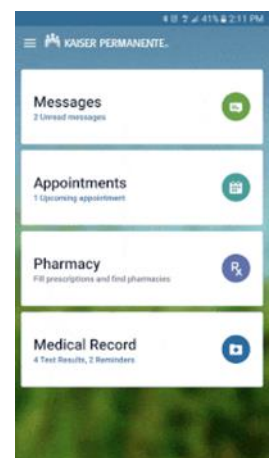 41% 2:11 PM
KAISER PERMANENTE.
Messages
2 Unread messages
Appointments
1 Upcoming appointment
Pharmacy
Fill prescriptions and find pharmacies
Rx
Medical Record
4 Test Results, 2 Reminders